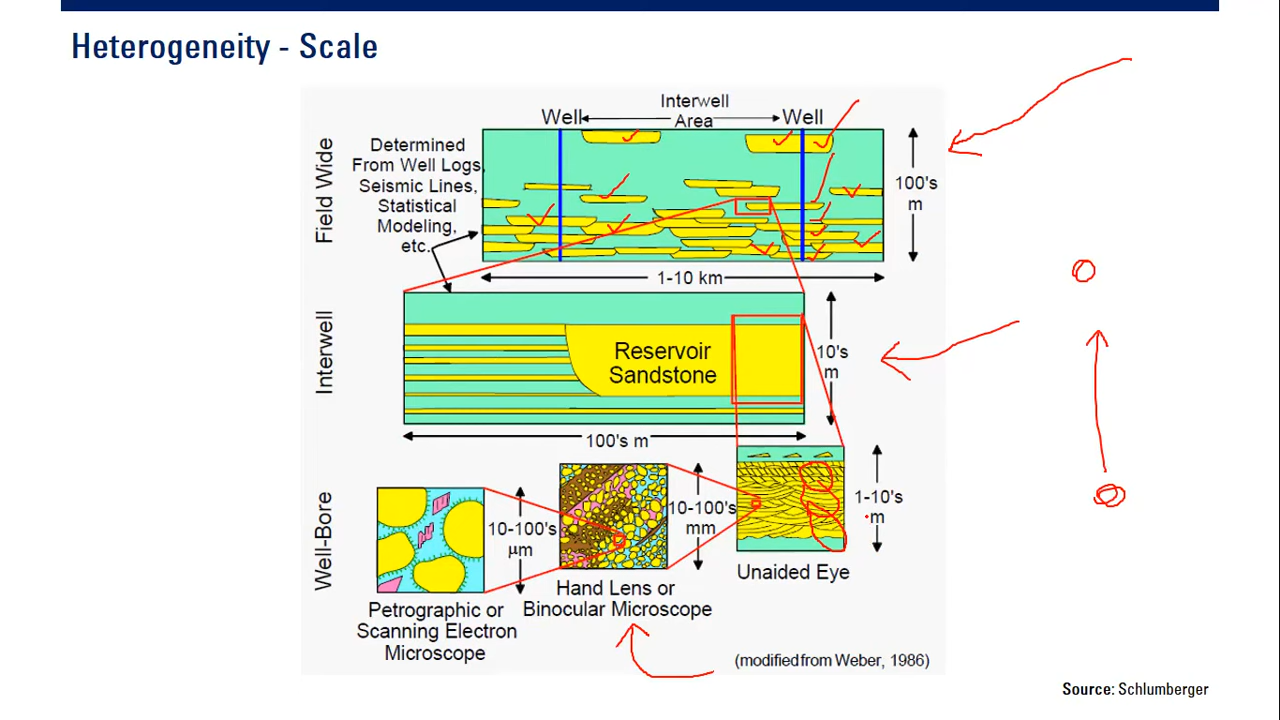 Heterogeneity - Scale
Interwell
Area
Well
Well
Determined
From Well Logs,
Seismic Lines,
Statistical
Modeling,
etc.
Field Wide
100's
m
1-10 km
Interwell
Reservoir
Sandstone
10's
m
100's m
Well-Bore
10-100's
µm
10-100's
mm
1-10's
m
Unaided Eye
Hand Lens or
Binocular Microscope
Petrographic or
Scanning Electron
Microscope
(modified from Weber, 1986)
Source: Schlumberger